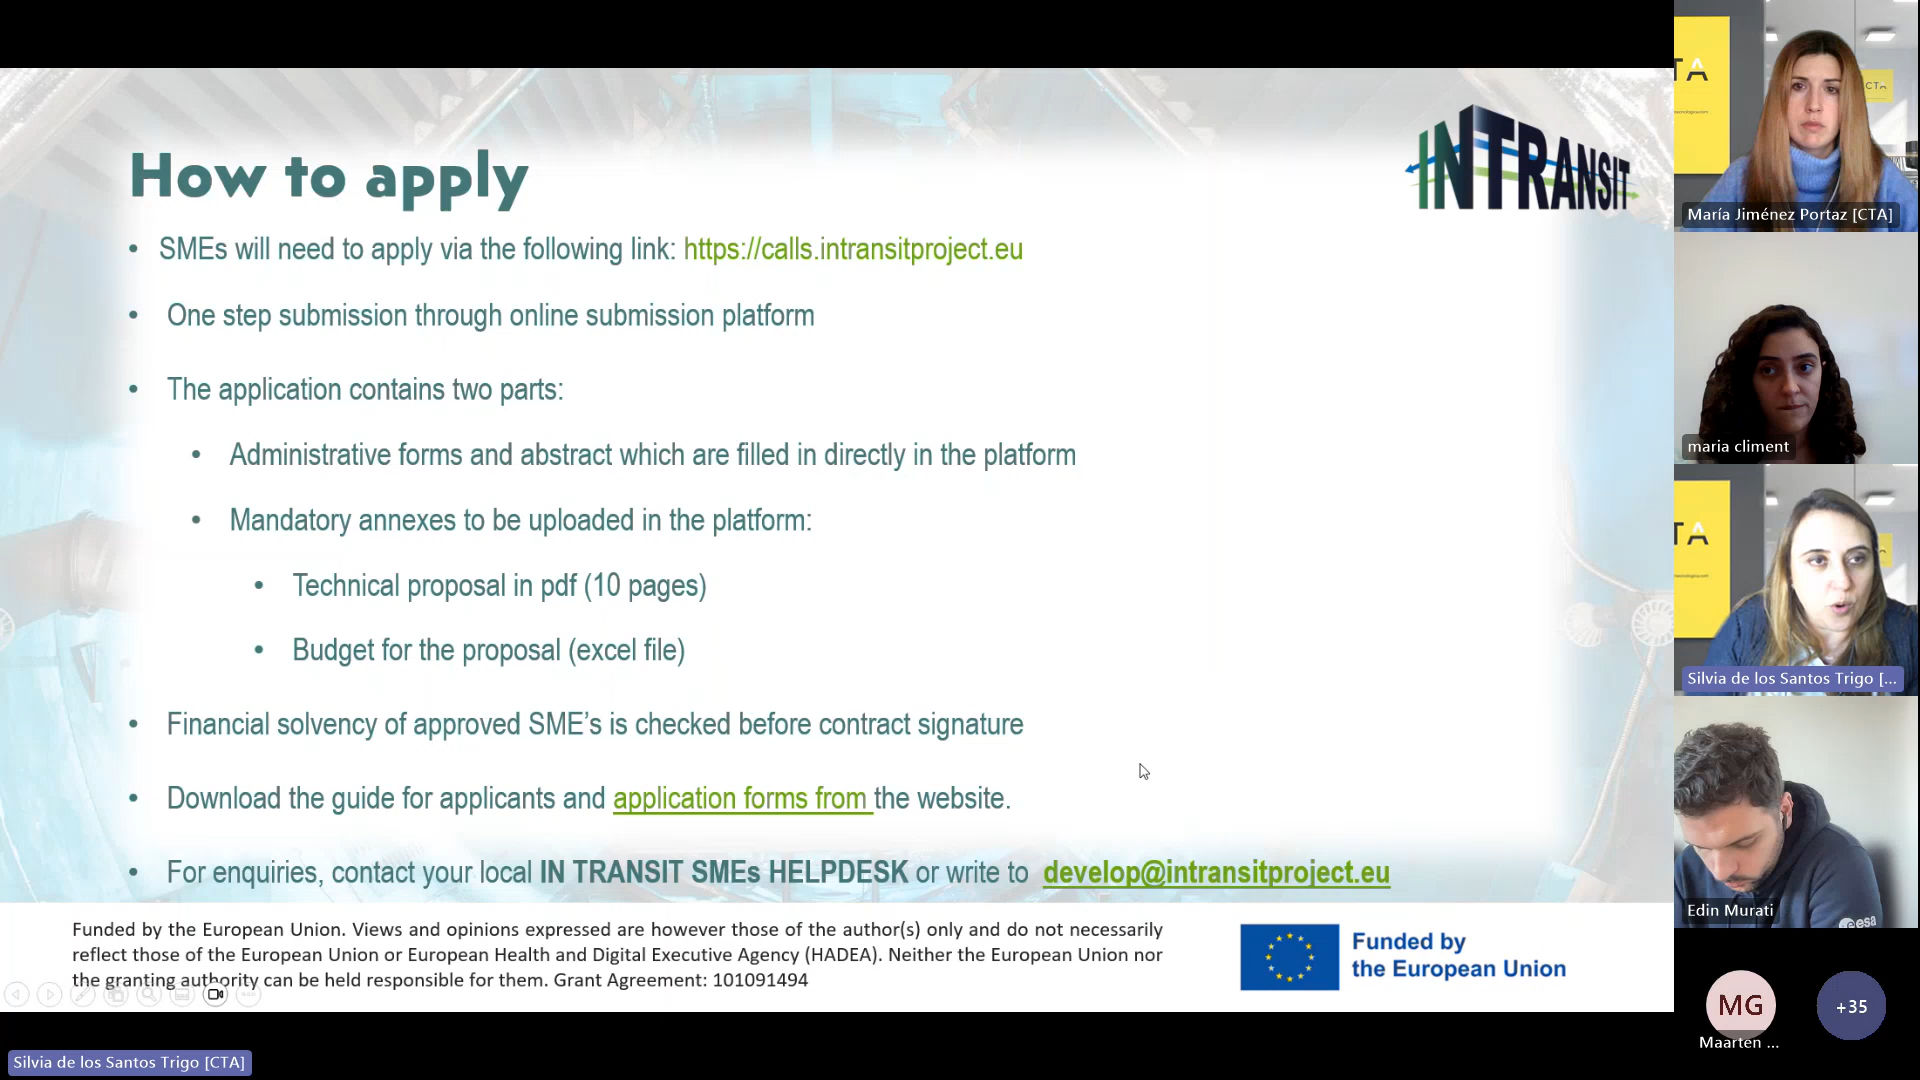 How to apply
INTRANSIT
• SMEs will need to apply via the following link: https://calls.intransitproject.eu
• One step submission through online submission platform
• The application contains two parts:
• Administrative forms and abstract which are filled in directly in the platform
• Mandatory annexes to be uploaded in the platform:
• Technical proposal in pdf (10 pages)
• Budget for the proposal (excel file)
• Financial solvency of approved SME’s is checked before contract signature
• Download the guide for applicants and application forms from the website.
• For enquiries, contact your local IN TRANSIT SMEs HELPDESK or write to develop@intransitproject.eu
Funded by the European Union. Views and opinions expressed are however those of the author(s) only and do not necessarily
reflect those of the European Union or European Health and Digital Executive Agency (HADEA). Neither the European Union nor
the granting authority can be held responsible for them. Grant Agreement: 101091494
Funded by
the European Union
Silvia de los Santos Trigo [CTA]
TA
CTA
María Jiménez Portaz [CTA]
maria climent
TA
Silvia de los Santos Trigo [...
esa
Edin Murati
MG
+35
Maarten ...